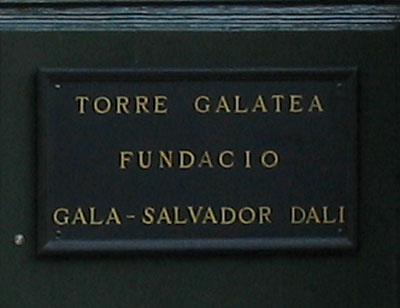 TORRE GALATEA
FUNDACIO
GALA-SALVADOR DALI